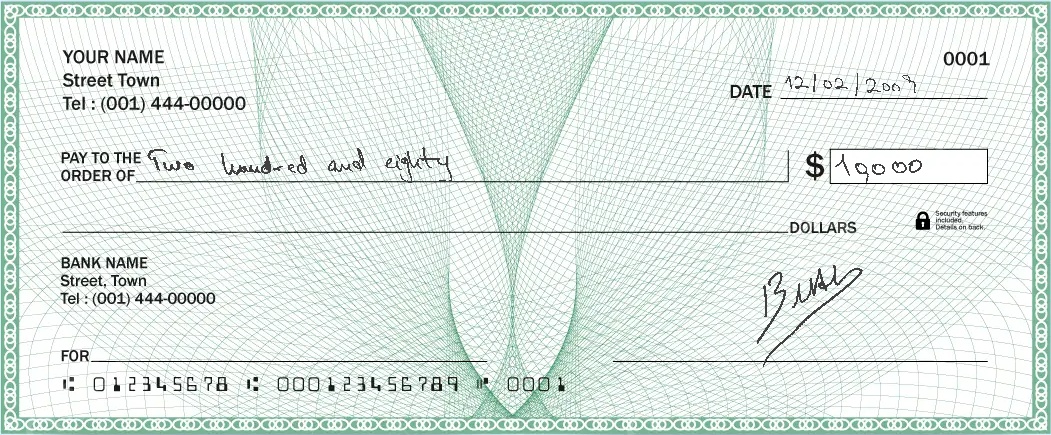 YOUR NAME
Street Town
Tel : (001) 444-00000
0001
DATE 12/02/2009
PAY TO THE
ORDER OF Two hundred and eighty
$ 19000
DOLLARS
Security features
included.
Details on back.
BANK NAME
Street, Town
Tel : (001) 444-00000
FOR
⑆ 012345678 ⑆ 000123456789 ⑈ 0001